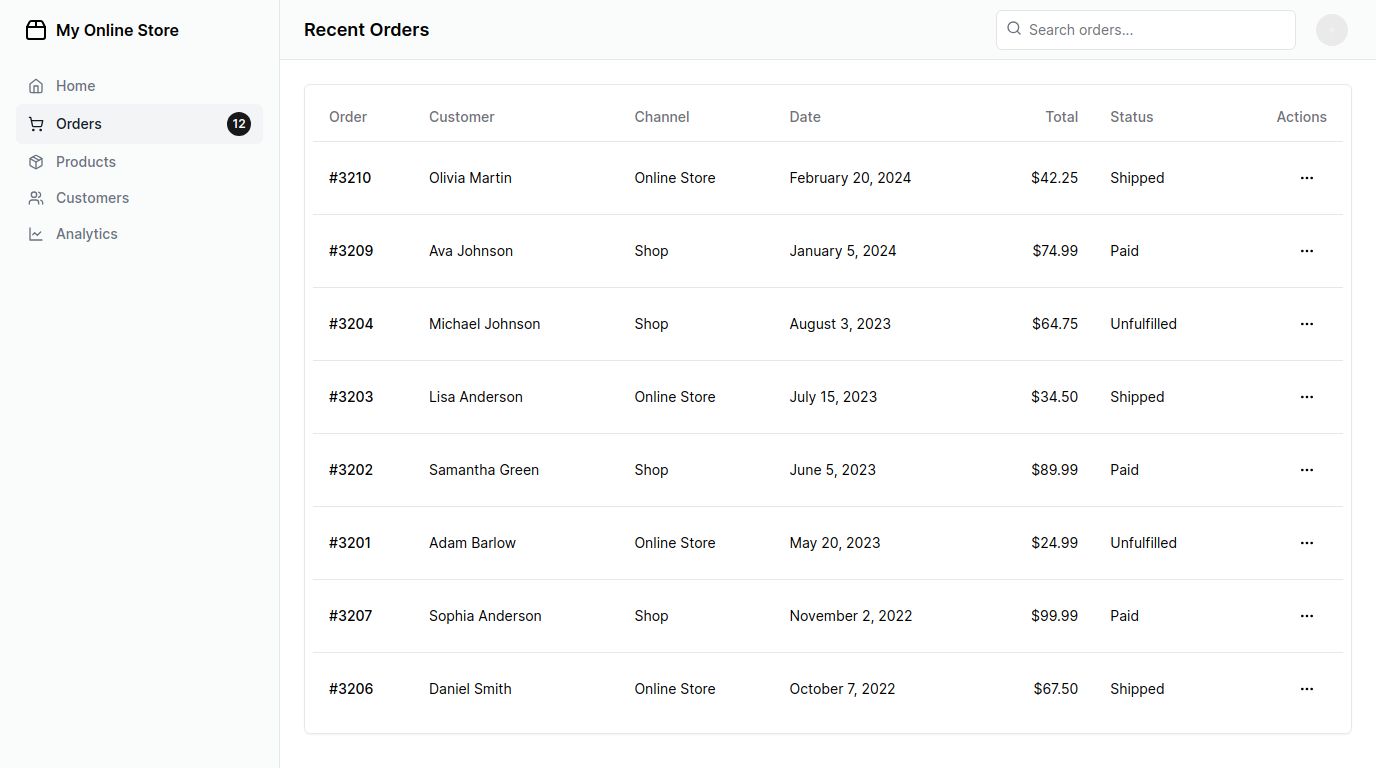 My Online Store
Home
Orders 12
Products
Customers
Analytics
Recent Orders
Search orders...
Order Customer Channel Date Total Status Actions
#3210 Olivia Martin Online Store February 20, 2024 $42.25 Shipped
#3209 Ava Johnson Shop January 5, 2024 $74.99 Paid
#3204 Michael Johnson Shop August 3, 2023 $64.75 Unfulfilled
#3203 Lisa Anderson Online Store July 15, 2023 $34.50 Shipped
#3202 Samantha Green Shop June 5, 2023 $89.99 Paid
#3201 Adam Barlow Online Store May 20, 2023 $24.99 Unfulfilled
#3207 Sophia Anderson Shop November 2, 2022 $99.99 Paid
#3206 Daniel Smith Online Store October 7, 2022 $67.50 Shipped